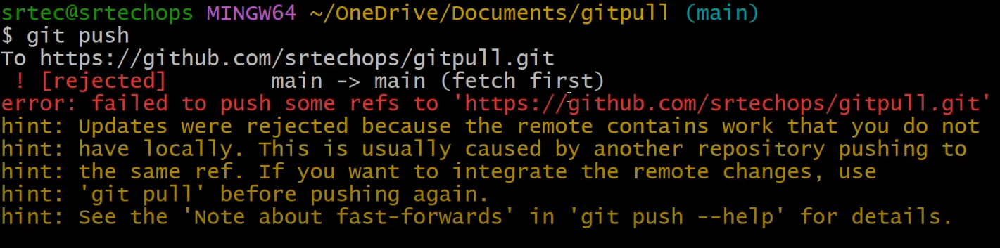 srtec@srtechops MINGW64 ~/OneDrive/Documents/gitpull (main)
$ git push
To https://github.com/srtechops/gitpull.git
 ! [rejected]        main -> main (fetch first)
error: failed to push some refs to 'https://github.com/srtechops/gitpull.git'
hint: Updates were rejected because the remote contains work that you do not
hint: have locally. This is usually caused by another repository pushing to
hint: the same ref. If you want to integrate the remote changes, use
hint: 'git pull' before pushing again.
hint: See the 'Note about fast-forwards' in 'git push --help' for details.